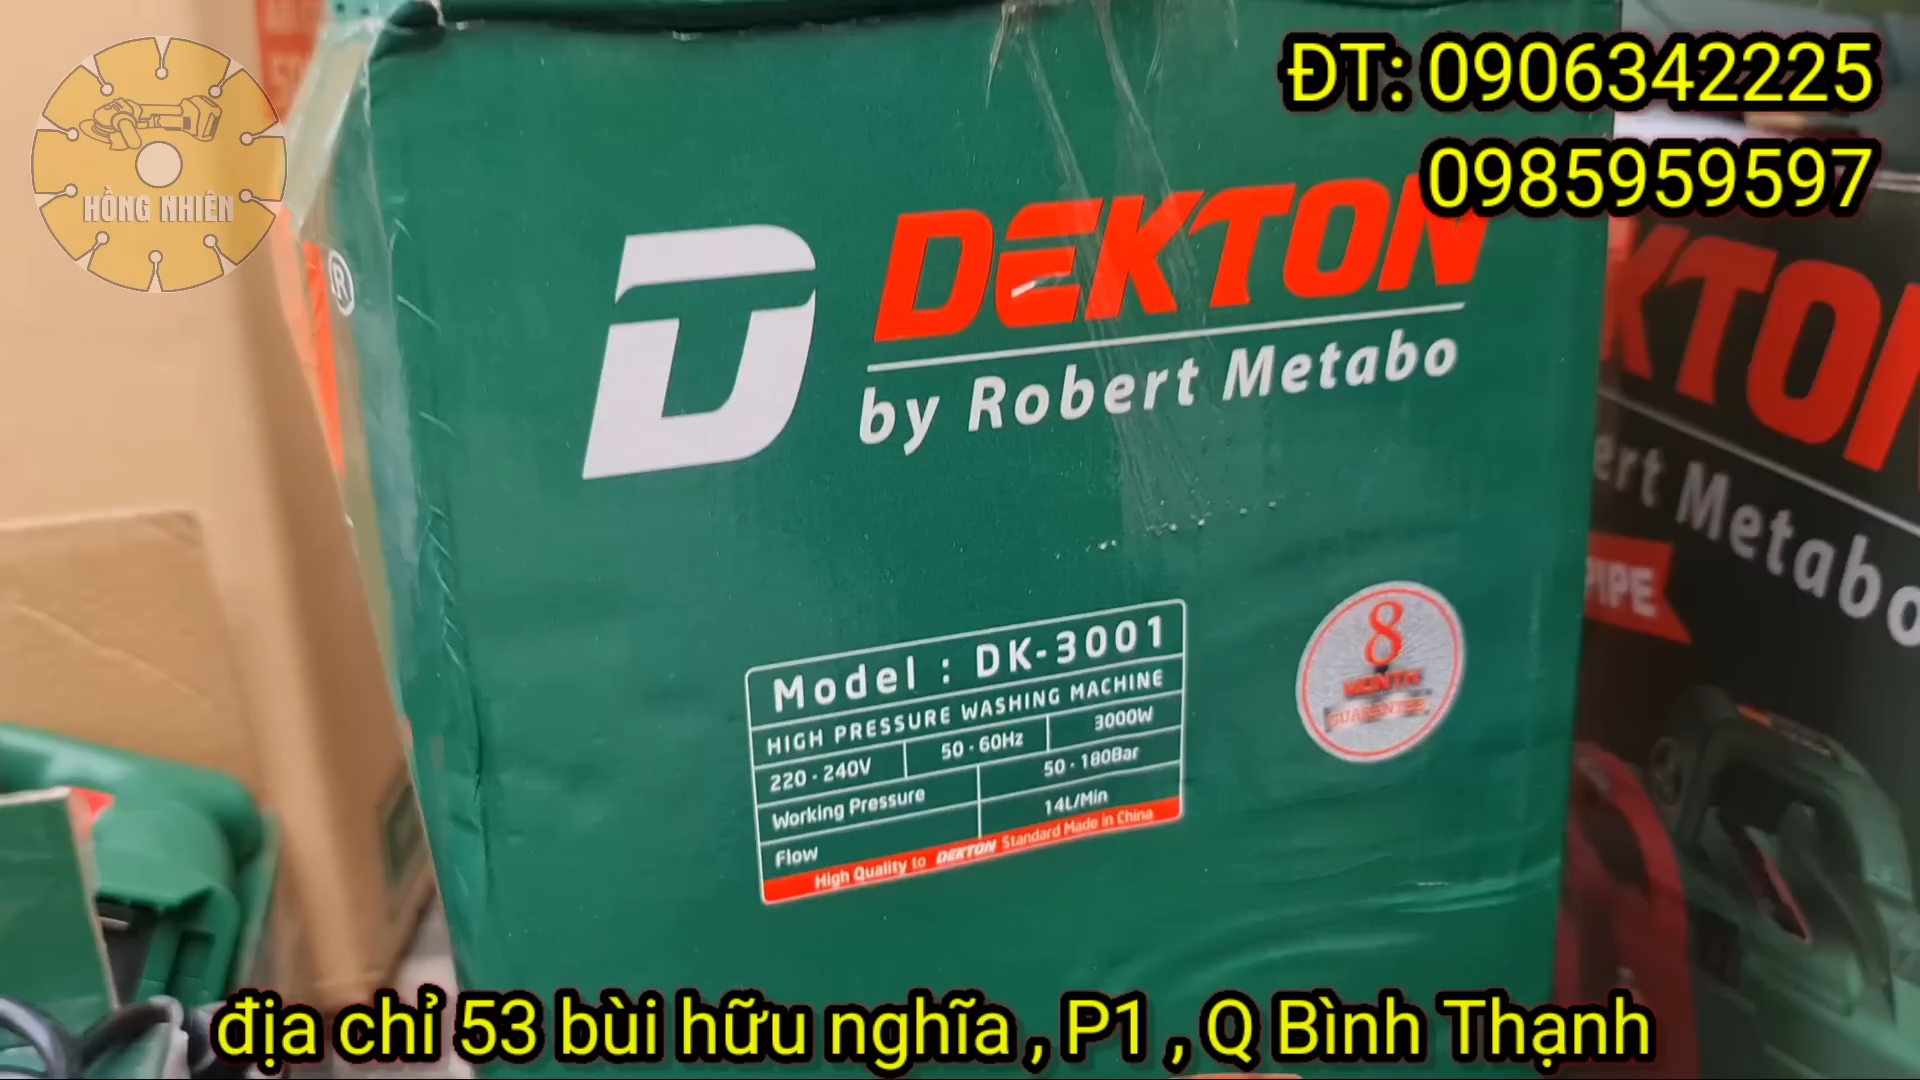 ĐT: 0906342225
0985959597
HỒNG NHIÊN
®
DEKTON
by Robert Metabo
KTON
ert Metabo
PIPE
8
MONTH
GUARANTEE
Model : DK-3001
HIGH PRESSURE WASHING MACHINE
220 - 240V 50 - 60Hz 3000W
Working Pressure 50 - 180Bar
Flow 14L/Min
High Quality to DEKTON Standard Made in China
địa chỉ 53 bùi hữu nghĩa , P1 , Q Bình Thạnh